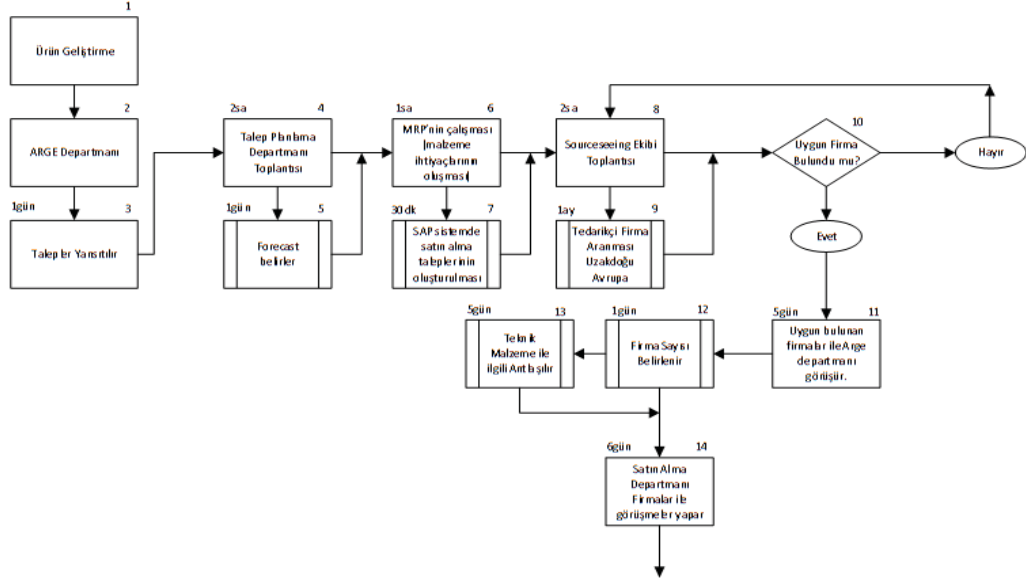 1
Ürün Geliştirme
2
ARGE Departmanı
1gün
3
Talepler Yansıtılır
2sa
4
Talep Planlama
Departmanı
Toplantısı
1gün
5
Forecast
belirler
1sa
6
MRP'nin çalışması
(malzeme
ihtiyaçlarının
oluşması)
30 dk
7
SAP sistemde
satın alma
taleplerinin
oluşturulması
2sa
8
Sourceseeing Ekibi
Toplantısı
1ay
9
Tedarikçi Firma
Aranması
Uzakdoğu
Avrupa
10
Uygun Firma
Bulundu mu?
Hayır
Evet
5gün
11
Uygun bulunan
firmalar ile Arge
departmanı
görüşür.
1gün
12
Firma Sayısı
Belirlenir
5gün
13
Teknik
Malzeme ile
ilgili Antlaşılır
6gün
14
Satın Alma
Departmanı
Firmalar ile
görüşmeler yapar